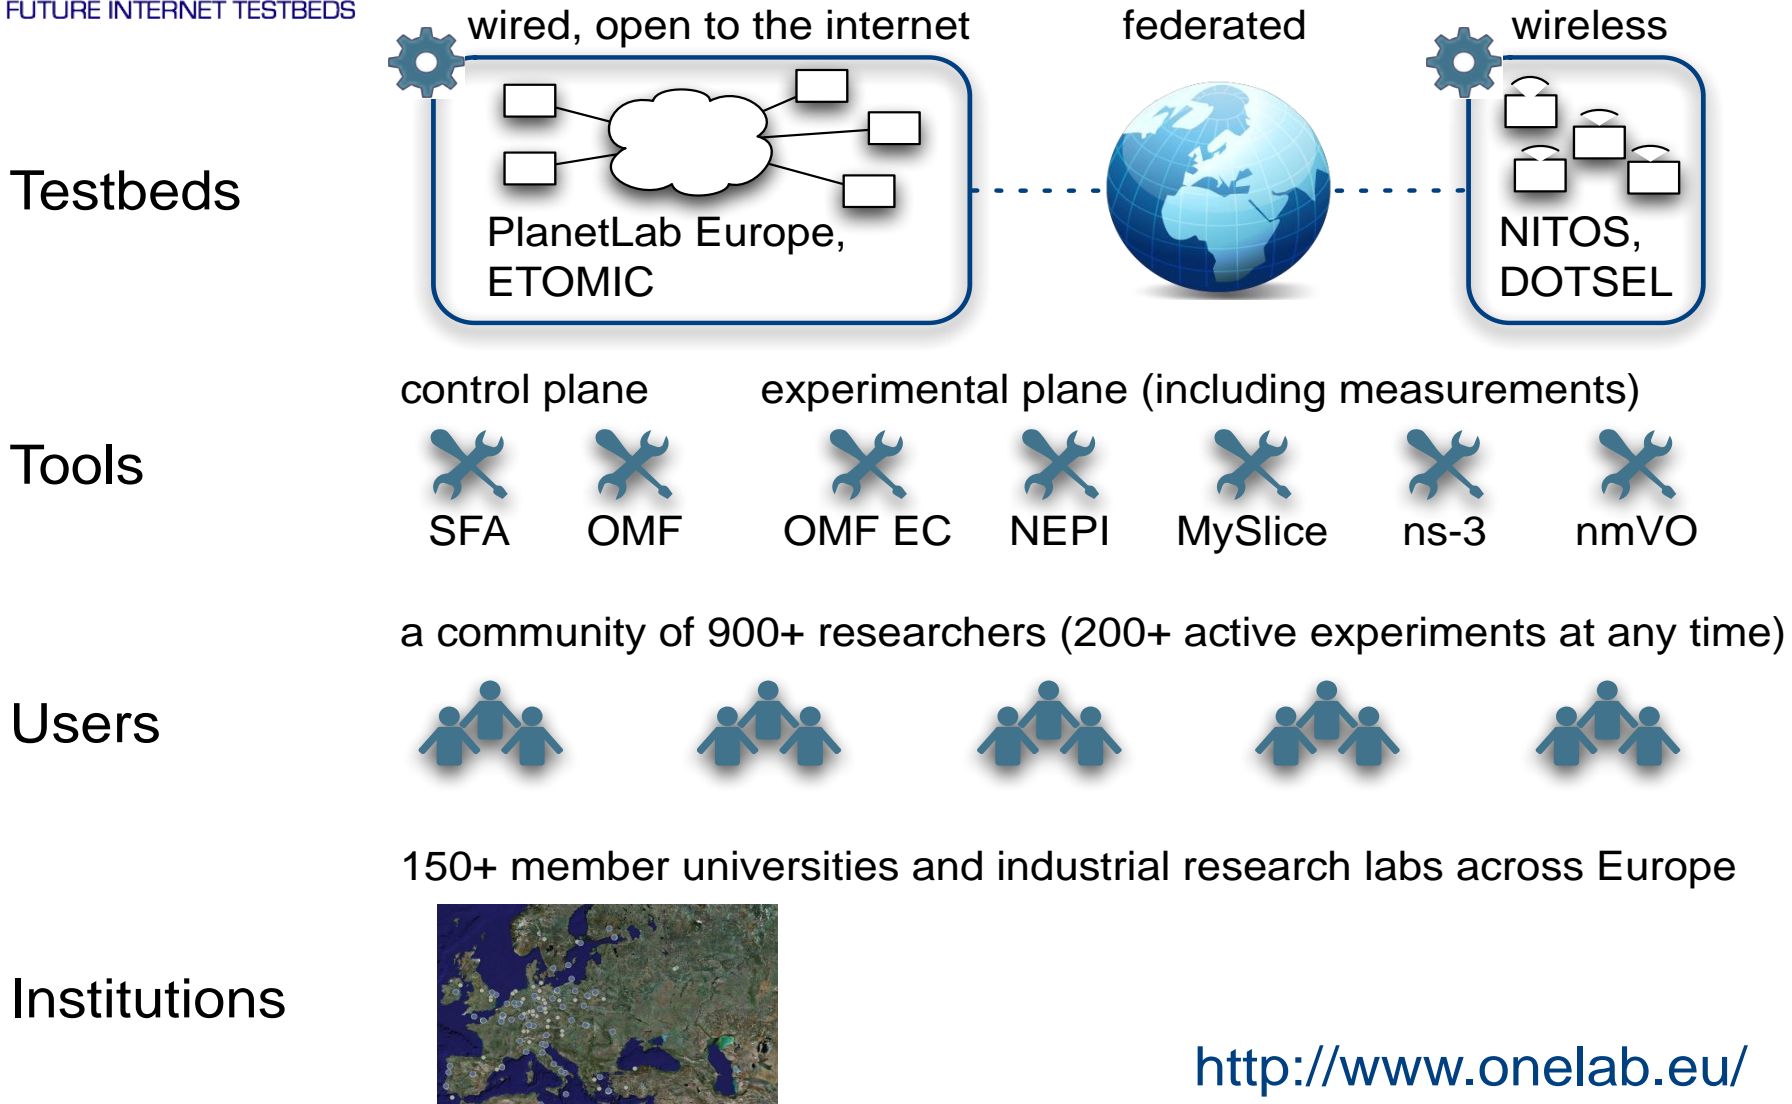 FUTURE INTERNET TESTBEDS
wired, open to the internet
federated
wireless
Testbeds
PlanetLab Europe,
ETOMIC
NITOS,
DOTSEL
control plane
experimental plane (including measurements)
Tools
SFA
OMF
OMF EC
NEPI
MySlice
ns-3
nmVO
a community of 900+ researchers (200+ active experiments at any time)
Users
150+ member universities and industrial research labs across Europe
Institutions
http://www.onelab.eu/